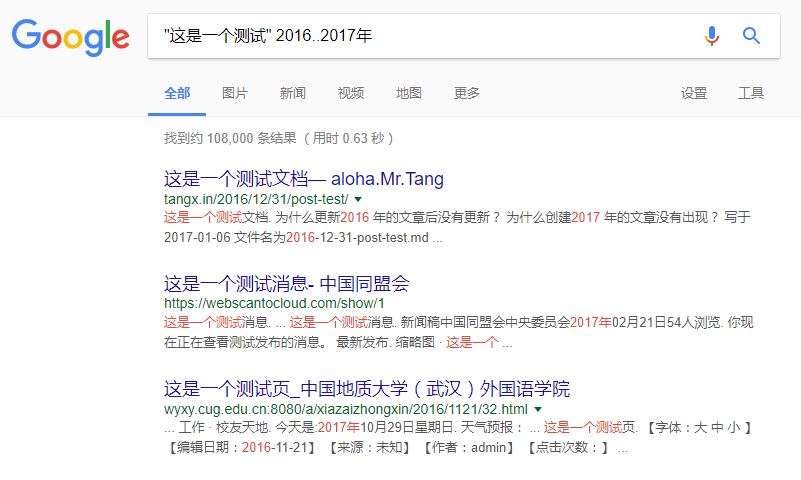 Google
"这是一个测试" 2016..2017年
全部 图片 新闻 视频 地图 更多 设置 工具
找到约 108,000 条结果 （用时 0.63 秒）
这是一个测试文档— aloha.Mr.Tang
tangx.in/2016/12/31/post-test/
这是一个测试文档. 为什么更新2016 年的文章后没有更新？ 为什么创建2017 年的文章没有出现？ 写于
2017-01-06 文件名为2016-12-31-post-test.md ...
这是一个测试消息- 中国同盟会
https://webscantocloud.com/show/1
这是一个测试消息. ... 这是一个测试消息. 新闻稿中国同盟会中央委员会2017年02月21日54人浏览. 你现
在正在查看测试发布的消息。 最新发布. 缩略图 · 这是一个 ...
这是一个测试页_中国地质大学（武汉）外国语学院
wyxy.cug.edu.cn:8080/a/xiazaizhongxin/2016/1121/32.html
... 工作 · 校友天地. 今天是:2017年10月29日星期日. 天气预报： ... 这是一个测试页. 【字体：大 中 小 】
【编辑日期：2016-11-21】 【来源：未知】 【作者：admin】 【点击次数：】 ...